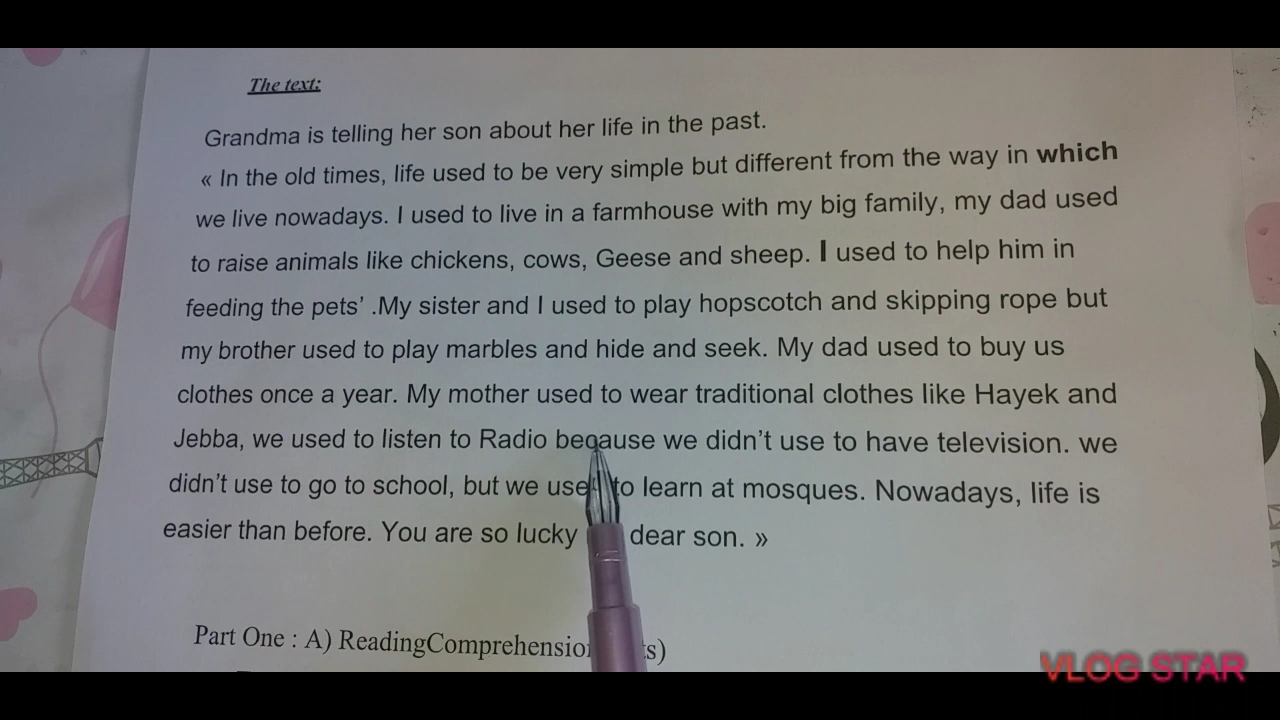 The text:
Grandma is telling her son about her life in the past.
« In the old times, life used to be very simple but different from the way in which
we live nowadays. I used to live in a farmhouse with my big family, my dad used
to raise animals like chickens, cows, Geese and sheep. I used to help him in
feeding the pets' .My sister and I used to play hopscotch and skipping rope but
my brother used to play marbles and hide and seek. My dad used to buy us
clothes once a year. My mother used to wear traditional clothes like Hayek and
Jebba, we used to listen to Radio because we didn't use to have television. we
didn't use to go to school, but we used to learn at mosques. Nowadays, life is
easier than before. You are so lucky dear son. »
Part One : A) ReadingComprehension
VLOG STAR